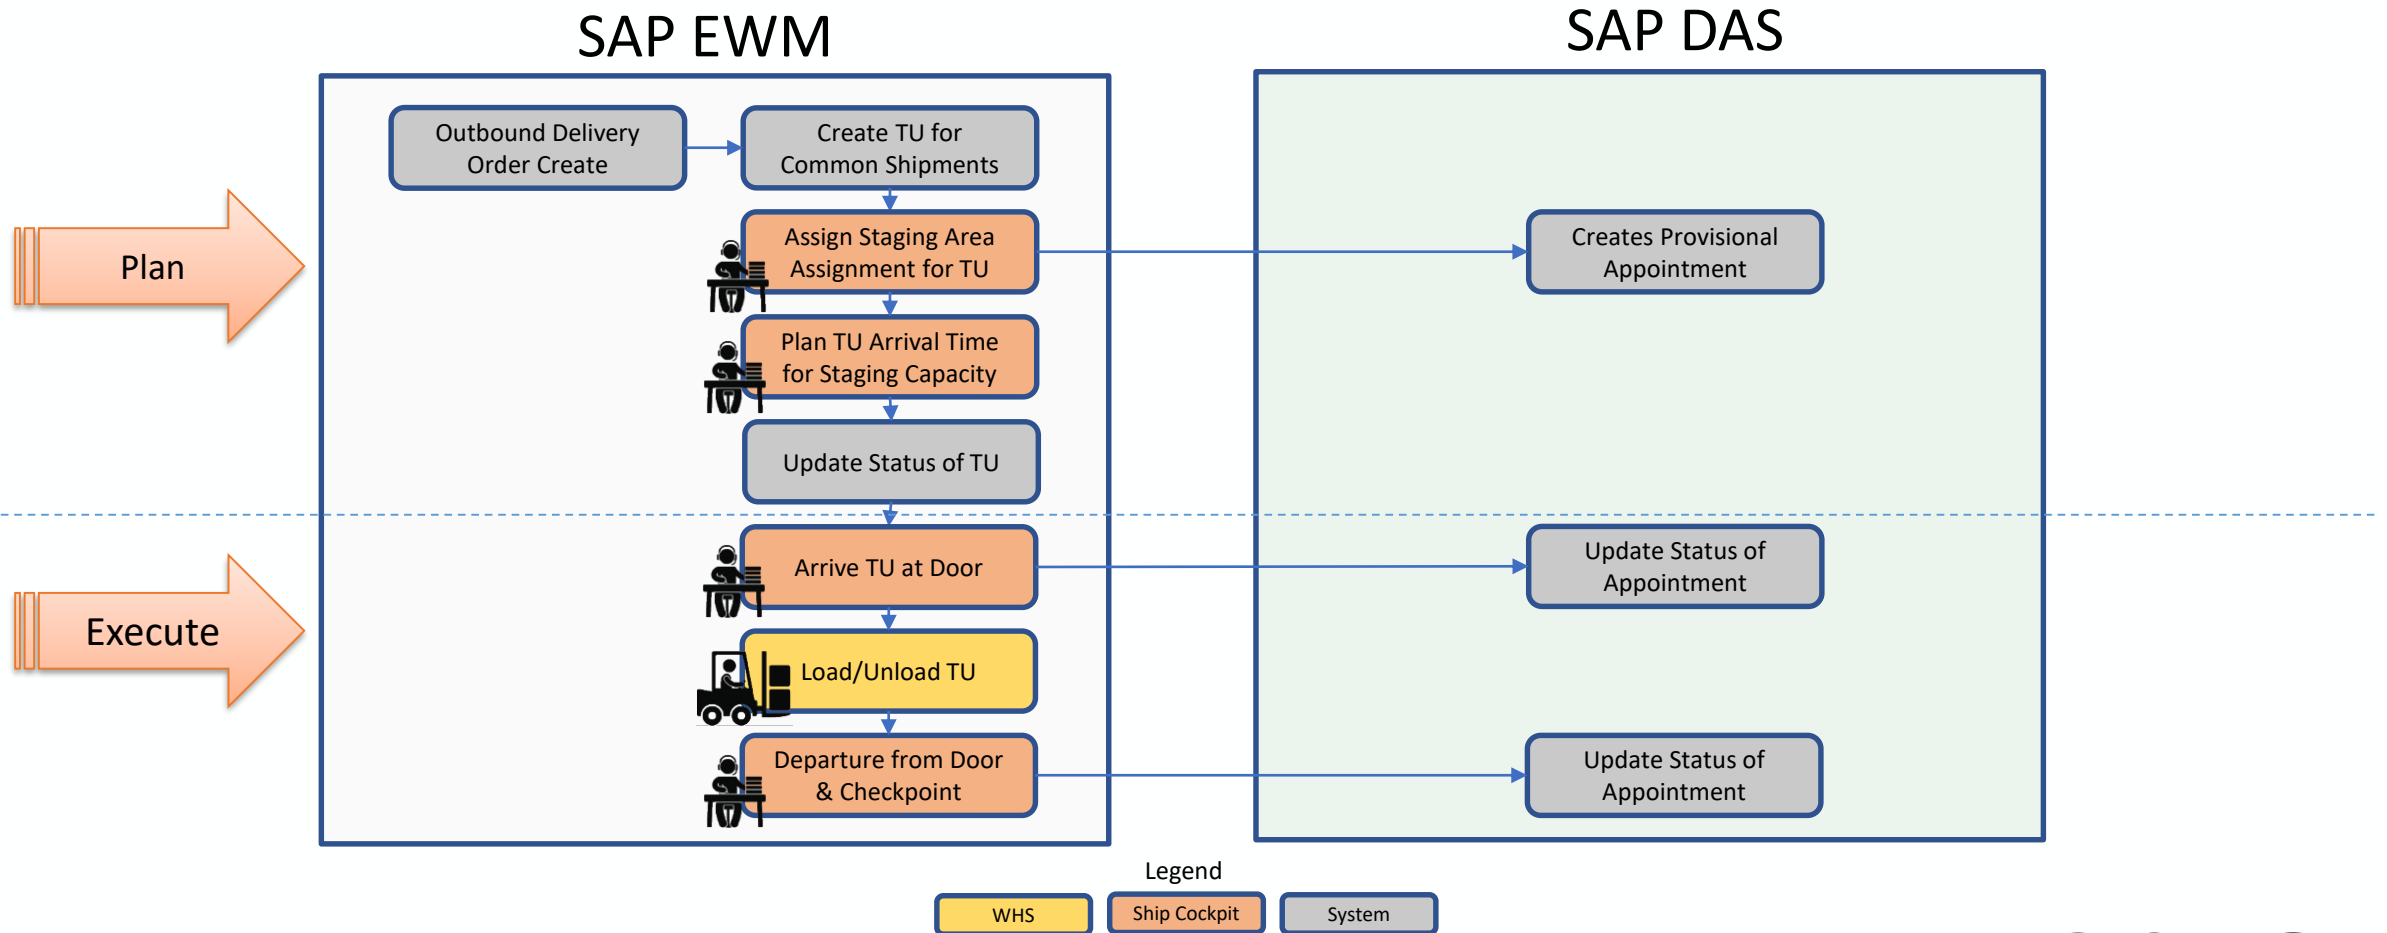 SAP EWM
SAP DAS
Outbound Delivery
Order Create
Create TU for
Common Shipments
Plan
Assign Staging Area
Assignment for TU
Creates Provisional
Appointment
Plan TU Arrival Time
for Staging Capacity
Update Status of TU
Execute
Arrive TU at Door
Update Status of
Appointment
Load/Unload TU
Departure from Door
& Checkpoint
Update Status of
Appointment
Legend
WHS
Ship Cockpit
System